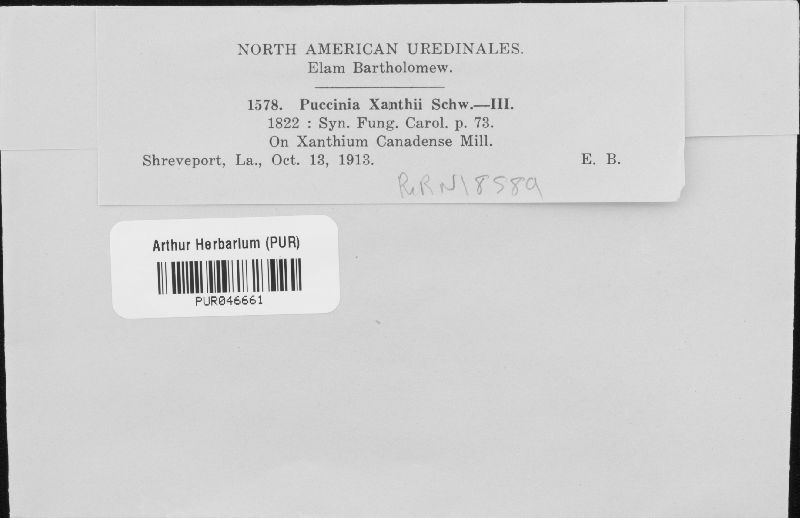 NORTH AMERICAN UREDINALES.
Elam Bartholomew.
1578. Puccinia Xanthii Schw.—III.
1822 : Syn. Fung. Carol. p. 73.
On Xanthium Canadense Mill.
Shreveport, La., Oct. 13, 1913. E. B.
Arthur Herbarium (PUR)
PUR046661